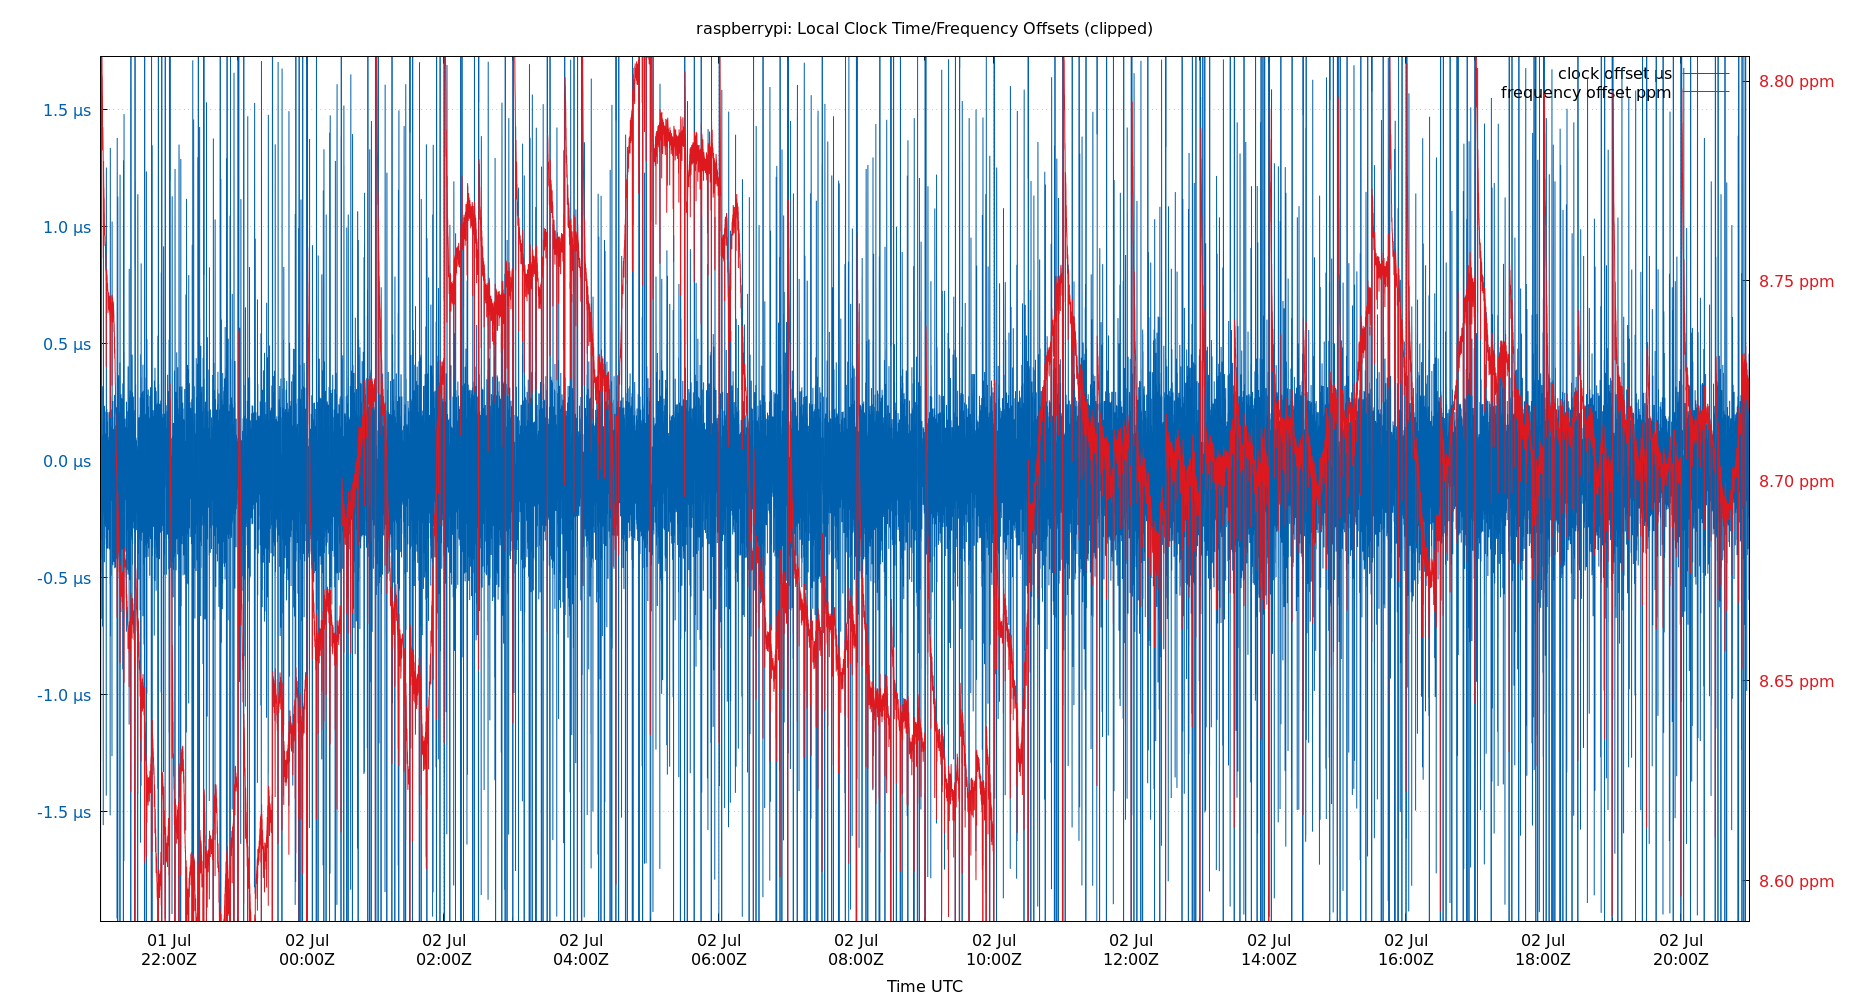 raspberrypi: Local Clock Time/Frequency Offsets (clipped)
clock offset µs
frequency offset ppm
1.5 µs
1.0 µs
0.5 µs
0.0 µs
-0.5 µs
-1.0 µs
-1.5 µs
8.80 ppm
8.75 ppm
8.70 ppm
8.65 ppm
8.60 ppm
01 Jul 02 Jul 02 Jul 02 Jul 02 Jul 02 Jul 02 Jul 02 Jul 02 Jul 02 Jul 02 Jul 02 Jul
22:00Z 00:00Z 02:00Z 04:00Z 06:00Z 08:00Z 10:00Z 12:00Z 14:00Z 16:00Z 18:00Z 20:00Z
Time UTC